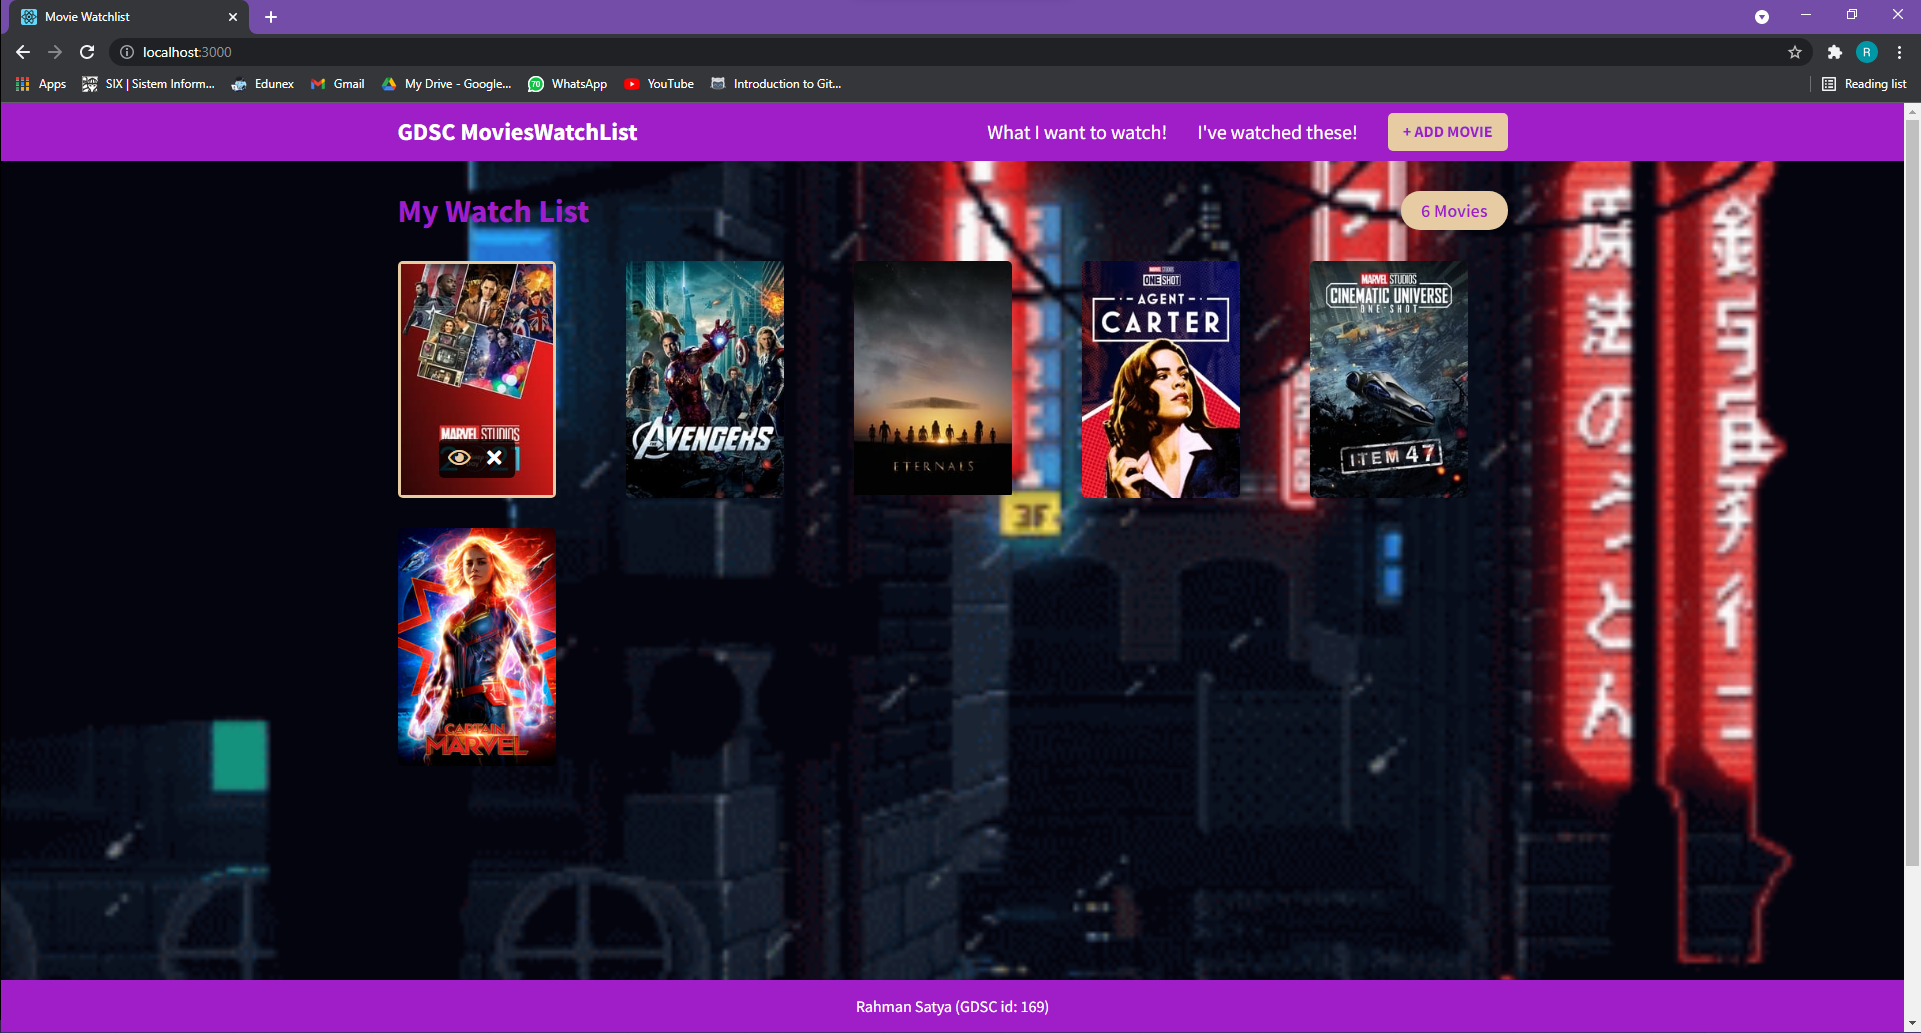 Movie Watchlist
localhost:3000
R
Apps
SIX | Sistem Inform...
Edunex
Gmail
My Drive - Google...
70
WhatsApp
YouTube
Introduction to Git...
Reading list
GDSC MoviesWatchList
What I want to watch!
I've watched these!
+ ADD MOVIE
My Watch List
6 Movies
MARVEL STUDIOS
AVENGERS
ETERNALS
ONE SHOT
AGENT
CARTER
MARVEL STUDIOS
CINEMATIC UNIVERSE
ONE-SHOT
ITEM 47
3F
CAPTAIN
MARVEL
Rahman Satya (GDSC id: 169)